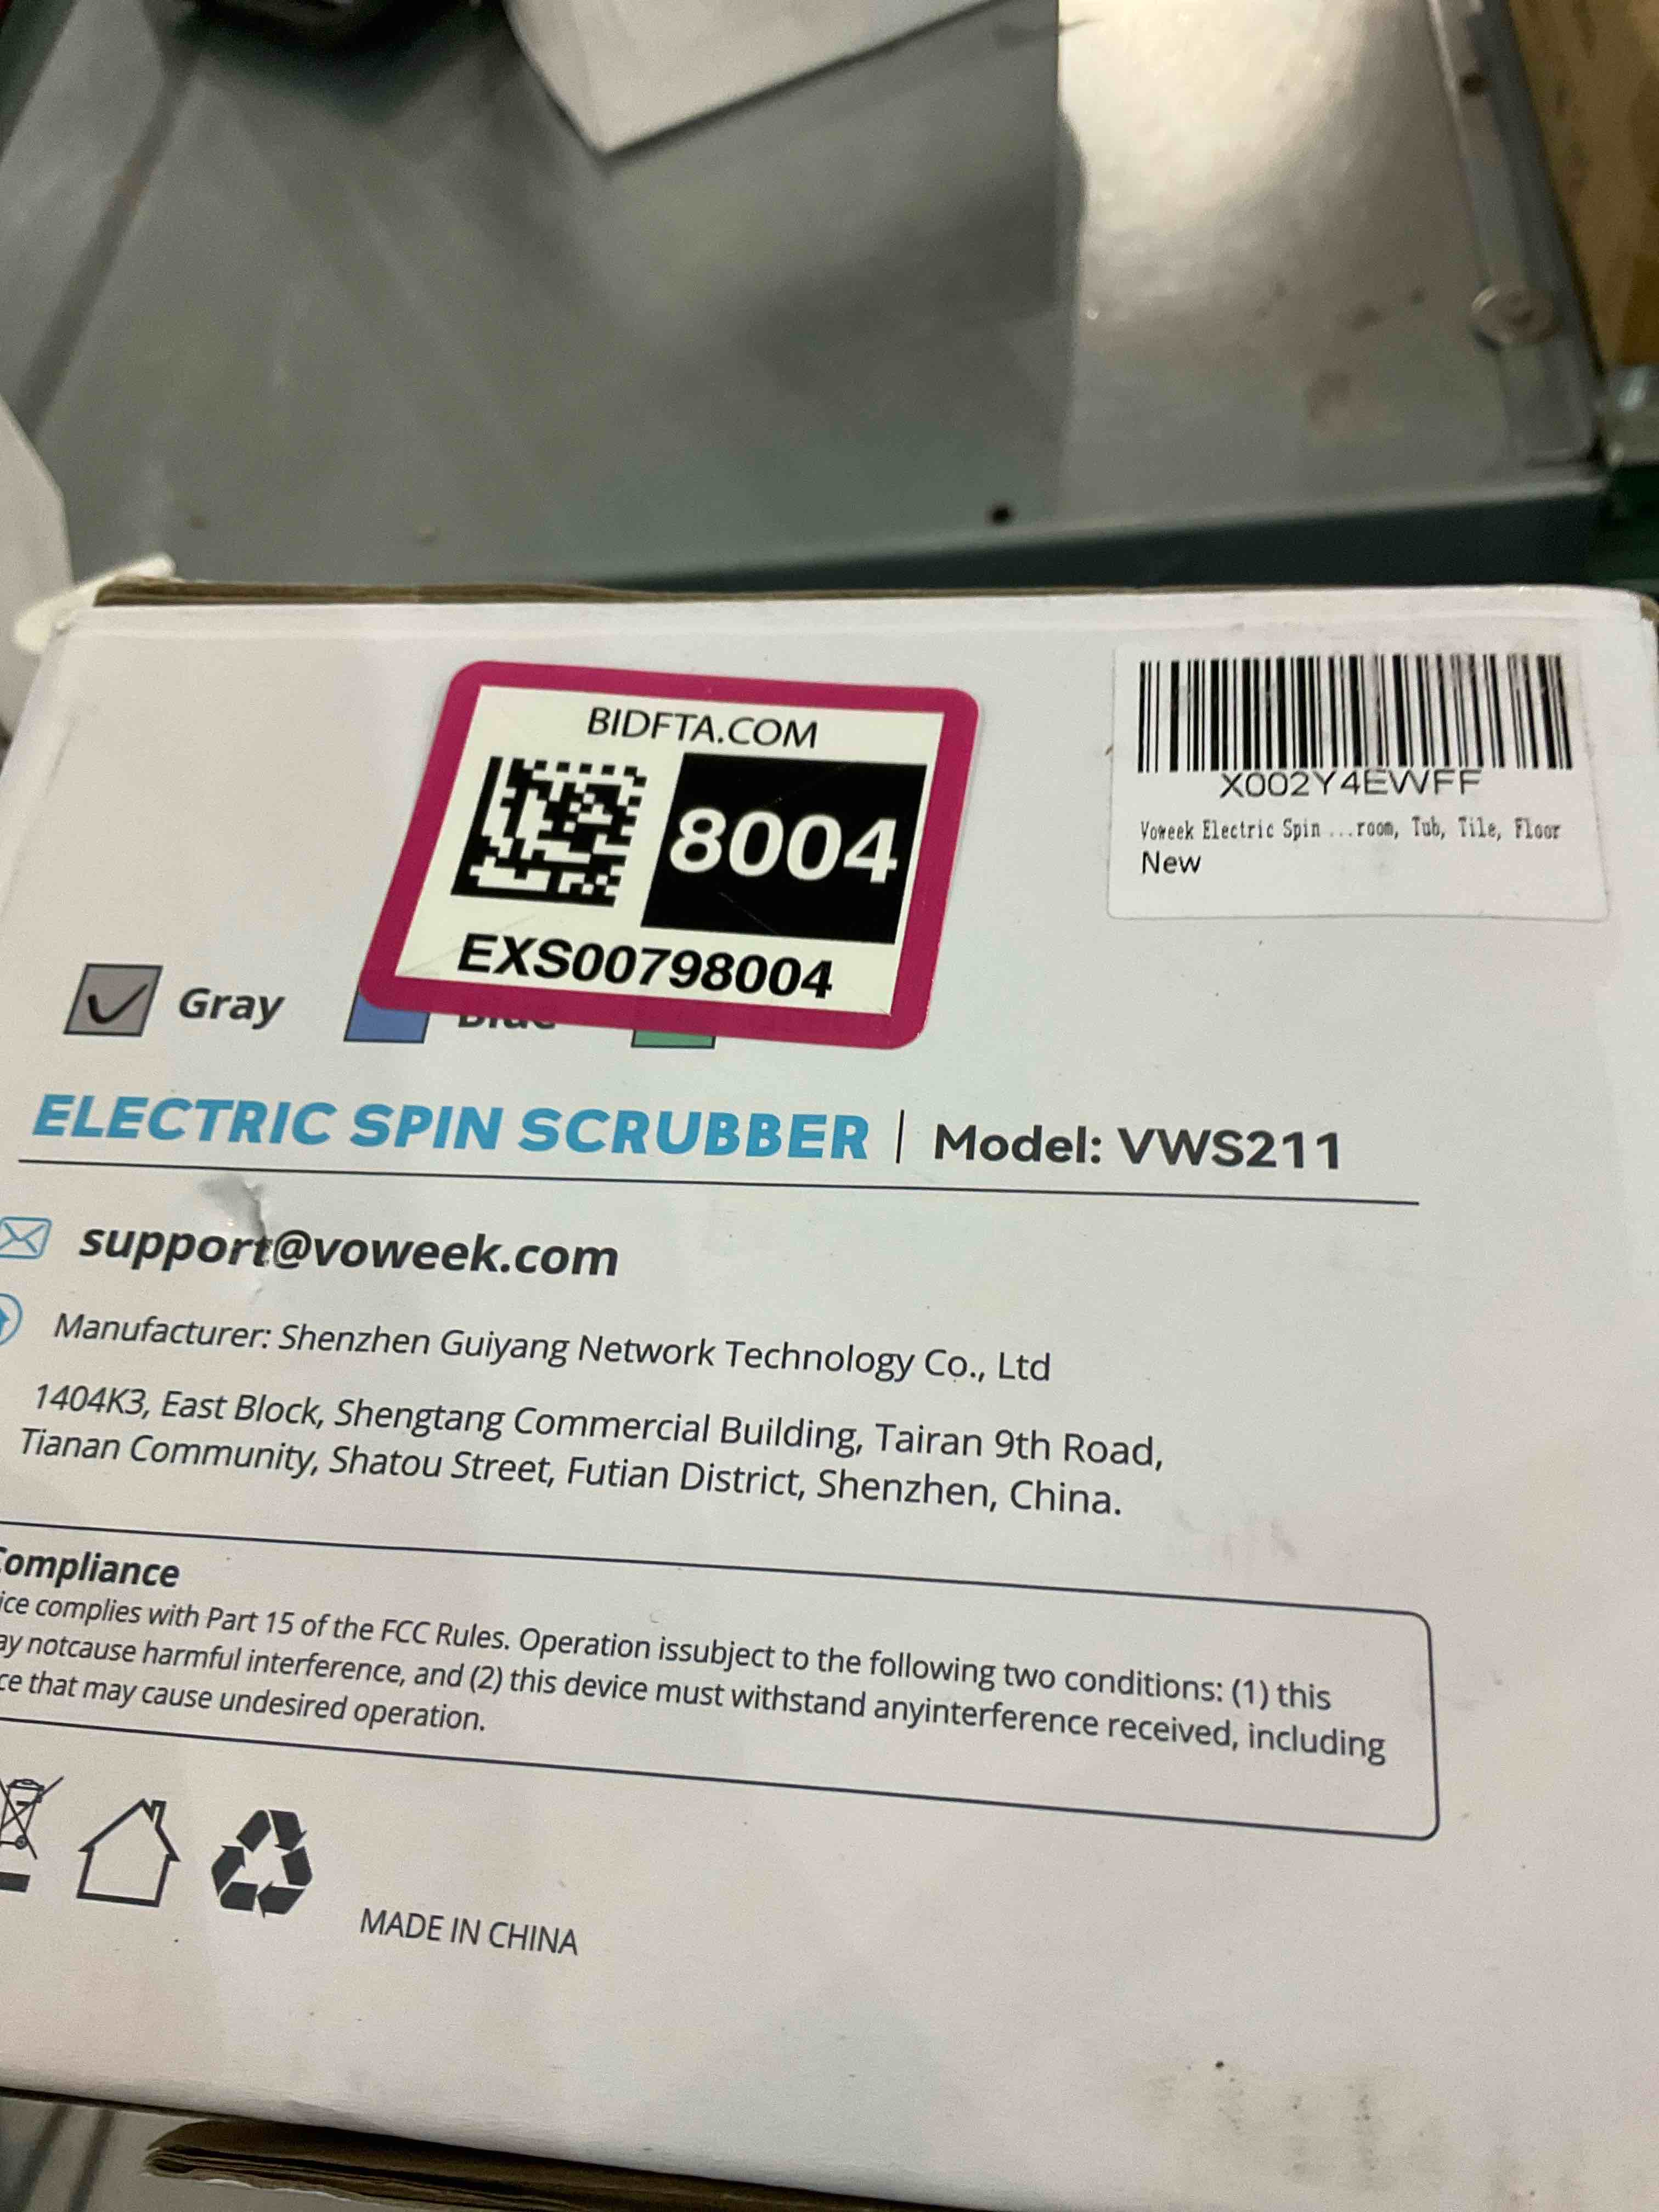 BIDFTA.COM
8004
EXS00798004
X002Y4EWFF
Voweek Electric Spin ...room, Tub, Tile, Floor
New
Gray
ELECTRIC SPIN SCRUBBER | Model: VWS211
support@voweek.com
Manufacturer: Shenzhen Guiyang Network Technology Co., Ltd
1404K3, East Block, Shengtang Commercial Building, Tairan 9th Road,
Tianan Community, Shatou Street, Futian District, Shenzhen, China.
Compliance
complies with Part 15 of the FCC Rules. Operation issubject to the following two conditions: (1) this
notcause harmful interference, and (2) this device must withstand anyinterference received, including
that may cause undesired operation.
MADE IN CHINA